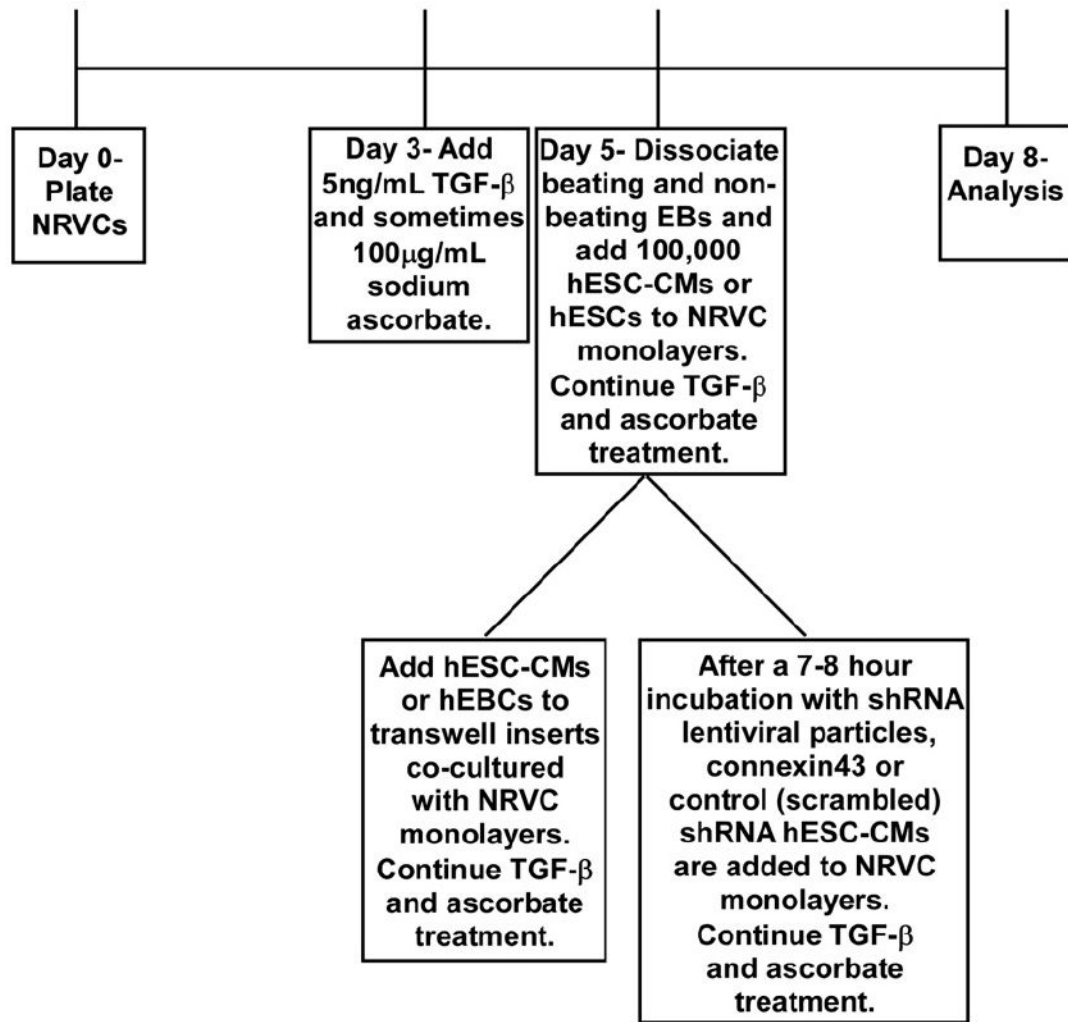 Day 0-
Plate
NRVCs
Day 3- Add
5ng/mL TGF-β
and sometimes
100μg/mL
sodium
ascorbate.
Day 5- Dissociate
beating and non-
beating EBs and
add 100,000
hESC-CMs or
hESCs to NRVC
monolayers.
Continue TGF-β
and ascorbate
treatment.
Day 8-
Analysis
Add hESC-CMs
or hEBCs to
transwell inserts
co-cultured
with NRVC
monolayers.
Continue TGF-β
and ascorbate
treatment.
After a 7-8 hour
incubation with shRNA
lentiviral particles,
connexin43 or
control (scrambled)
shRNA hESC-CMs
are added to NRVC
monolayers.
Continue TGF-β
and ascorbate
treatment.